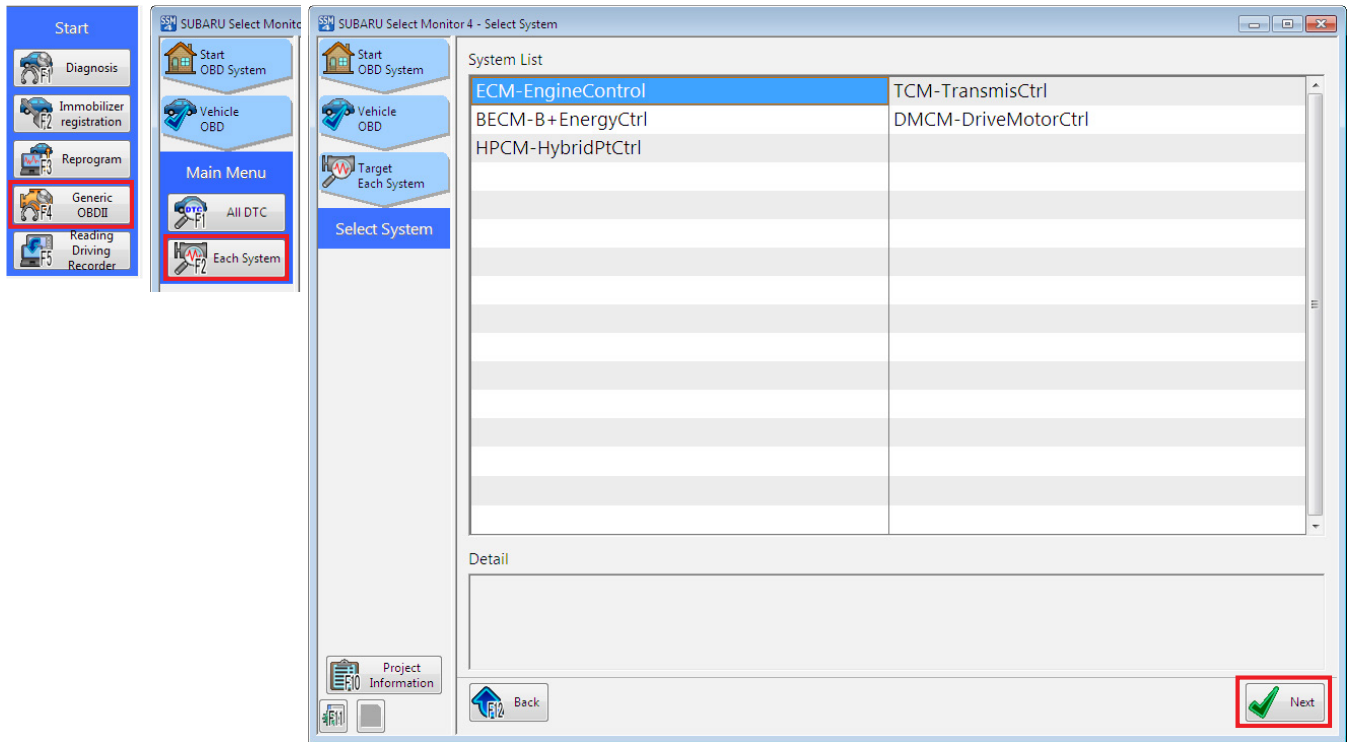 Start
Diagnosis
F1
Immobilizer
registration
F2
Reprogram
F3
Generic
OBDII
F4
Reading
Driving
Recorder
F5
SSM SUBARU Select Monito
Start
OBD System
Vehicle
OBD
Main Menu
DTC
F1
All DTC
F2
Each System
SSM SUBARU Select Monitor 4 - Select System
Start
OBD System
Vehicle
OBD
Target
Each System
Select System
System List
ECM-EngineControl
TCM-TransmisCtrl
BECM-B+EnergyCtrl
DMCM-DriveMotorCtrl
HPCM-HybridPtCtrl
Detail
Project
Information
F10
F11
F12
Back
Next